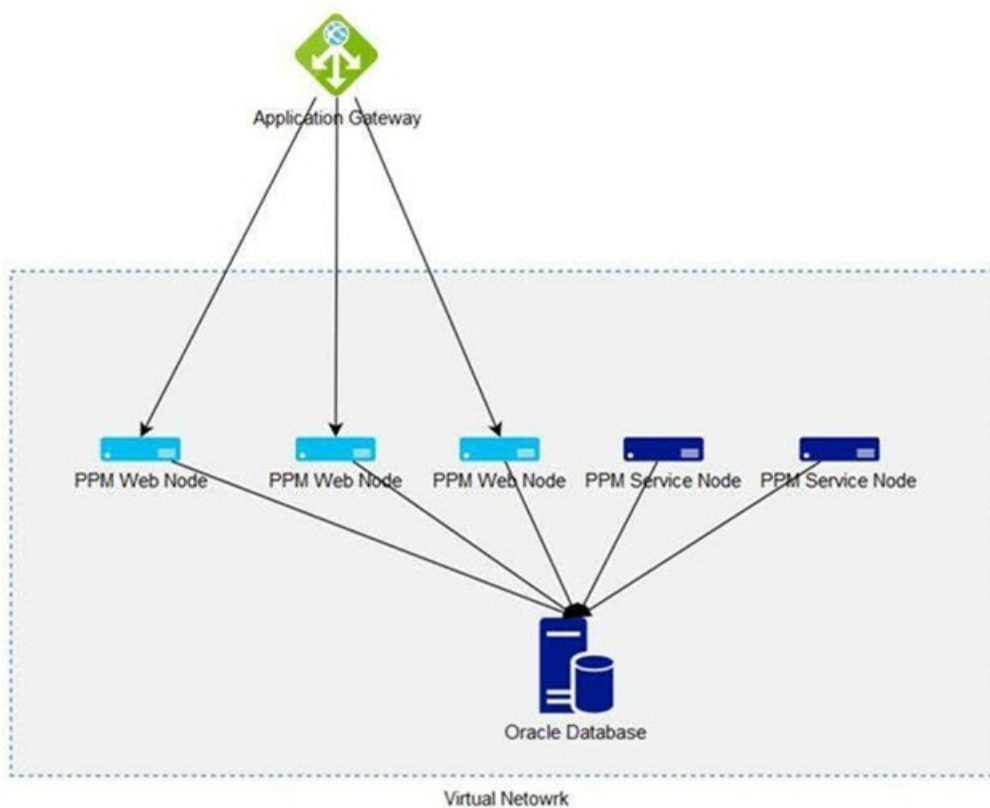 Application Gateway
PPM Web Node
PPM Web Node
PPM Web Node
PPM Service Node
PPM Service Node
Oracle Database
Virtual Netowrk